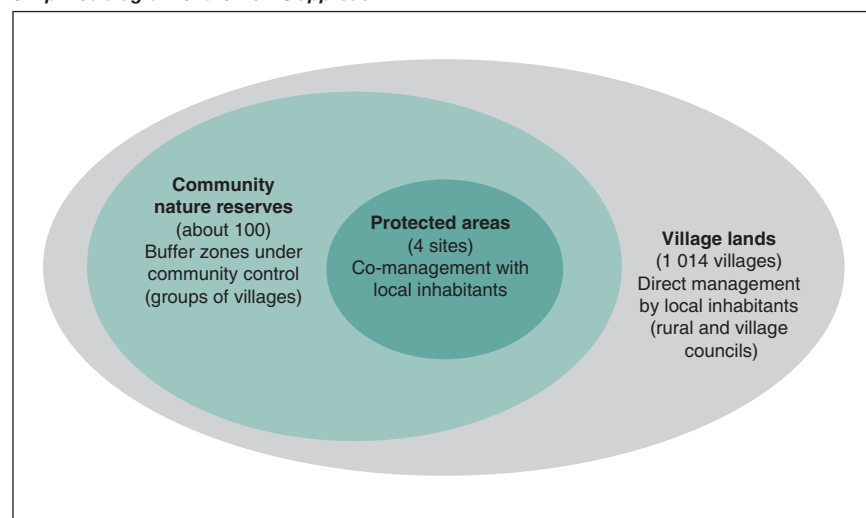 Community
nature reserves
(about 100)
Buffer zones under
community control
(groups of villages)
Protected areas
(4 sites)
Co-management with
local inhabitants
Village lands
(1 014 villages)
Direct management
by local inhabitants
(rural and village
councils)